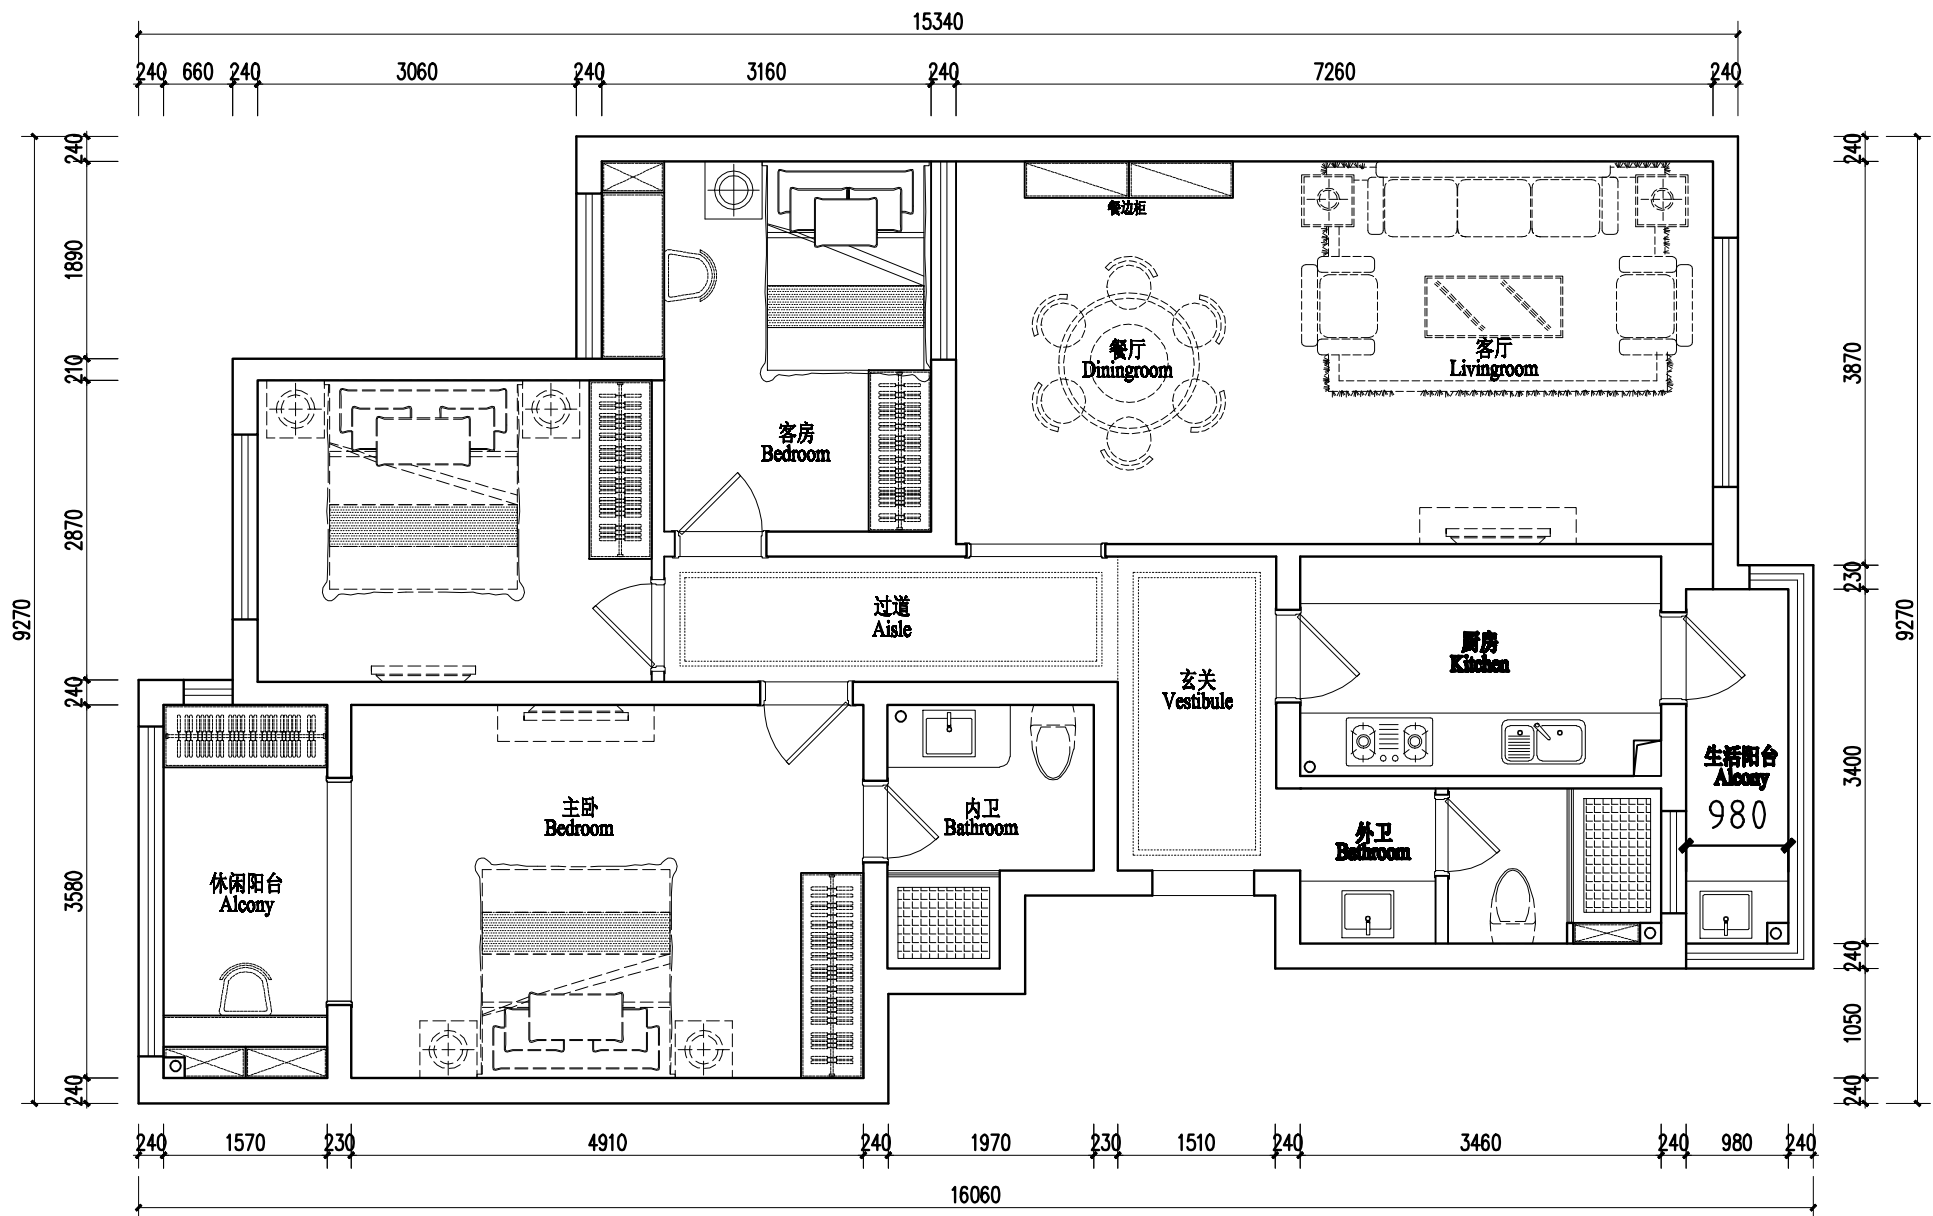 15340
240 660 240 3060 240 3160 240 7260 240
240
1890
210
2870
240
3580
240
9270
240
3870
230
3400
240
1050
240
9270
餐边柜
餐厅
Diningroom
客厅
Livingroom
客房
Bedroom
过道
Aisle
玄关
Vestibule
厨房
Kitchen
生活阳台
Alcony
980
主卧
Bedroom
内卫
Bathroom
外卫
Bathroom
休闲阳台
Alcony
240 1570 230 4910 240 1970 230 1510 240 3460 240 980 240
16060